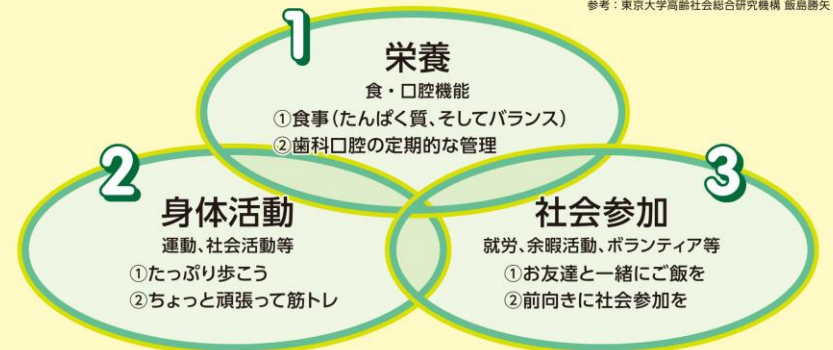 参考：東京大学高齢社会総合研究機構 飯島勝矢
1
栄養
食・口腔機能
①食事（たんぱく質、そしてバランス）
②歯科口腔の定期的な管理
2
身体活動
運動、社会活動等
①たっぷり歩こう
②ちょっと頑張って筋トレ
3
社会参加
就労、余暇活動、ボランティア等
①お友達と一緒にご飯を
②前向きに社会参加を